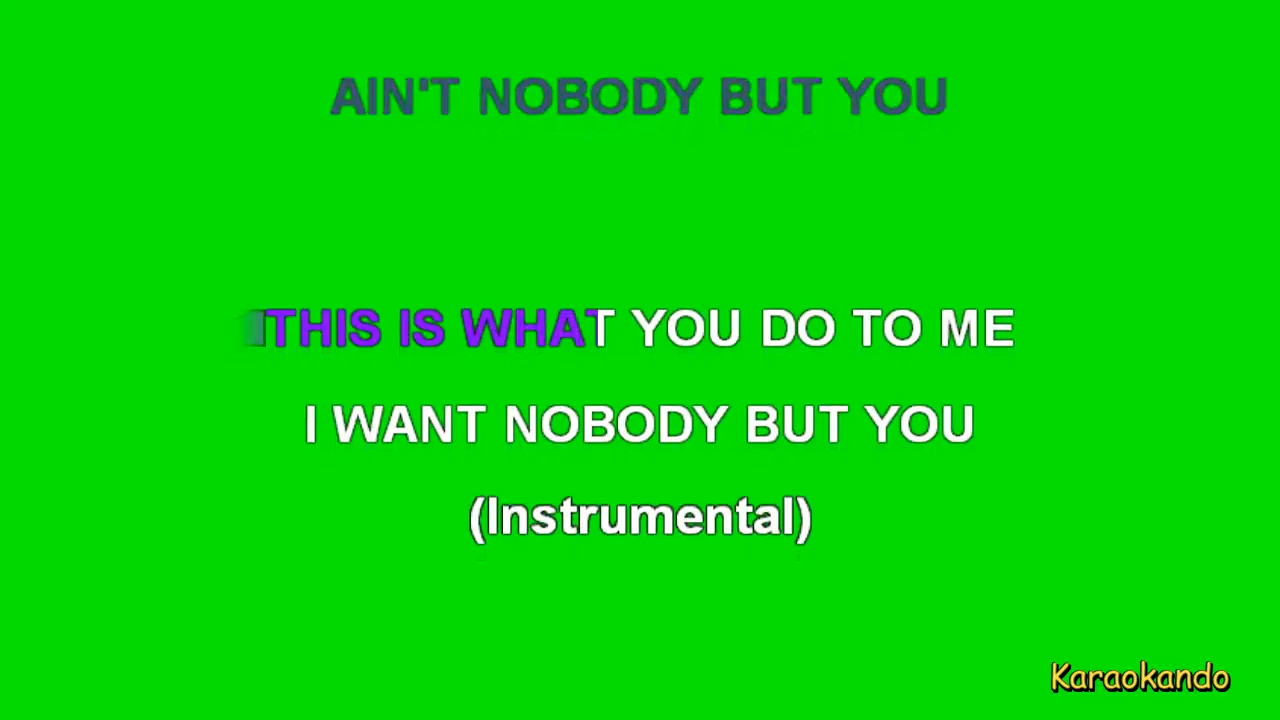 AIN'T NOBODY BUT YOU
THIS IS WHAT YOU DO TO ME
I WANT NOBODY BUT YOU
(Instrumental)
Karaokando